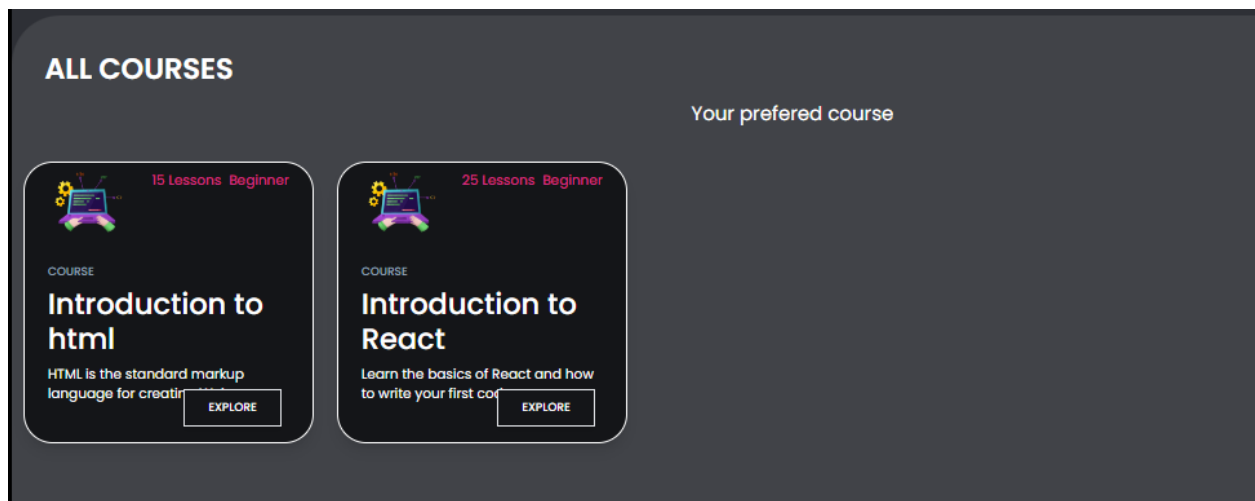 ALL COURSES
Your prefered course
15 Lessons Beginner
COURSE
Introduction to
html
HTML is the standard markup
language for
EXPLORE
25 Lessons Beginner
COURSE
Introduction to
React
Learn the basics of React and how
to write your first
EXPLORE